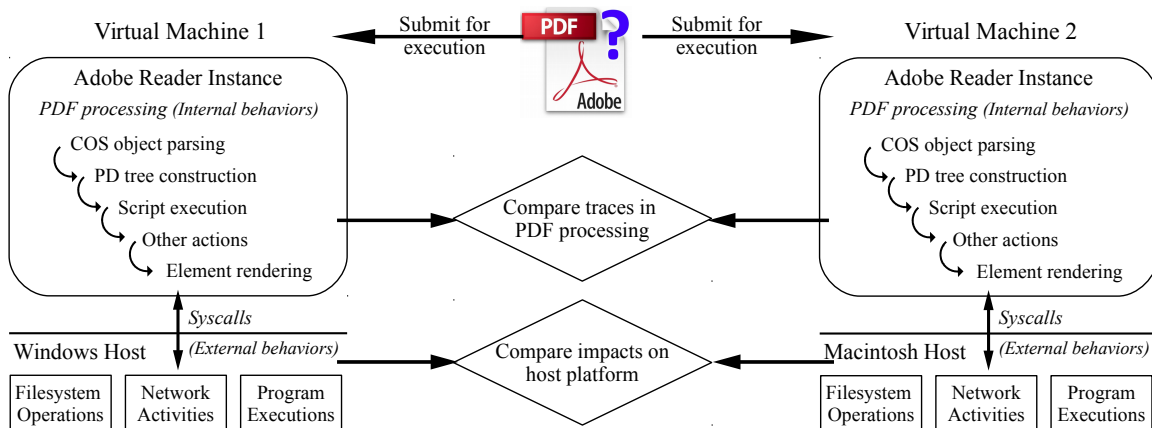 Virtual Machine 1
Adobe Reader Instance
PDF processing (Internal behaviors)
COS object parsing
PD tree construction
Script execution
Other actions
Element rendering
Syscalls
(External behaviors)
Windows Host
Filesystem
Operations
Network
Activities
Program
Executions
Submit for
execution
PDF
?
Adobe
Submit for
execution
Compare traces in
PDF processing
Compare impacts on
host platform
Virtual Machine 2
Adobe Reader Instance
PDF processing (Internal behaviors)
COS object parsing
PD tree construction
Script execution
Other actions
Element rendering
Syscalls
(External behaviors)
Macintosh Host
Filesystem
Operations
Network
Activities
Program
Executions